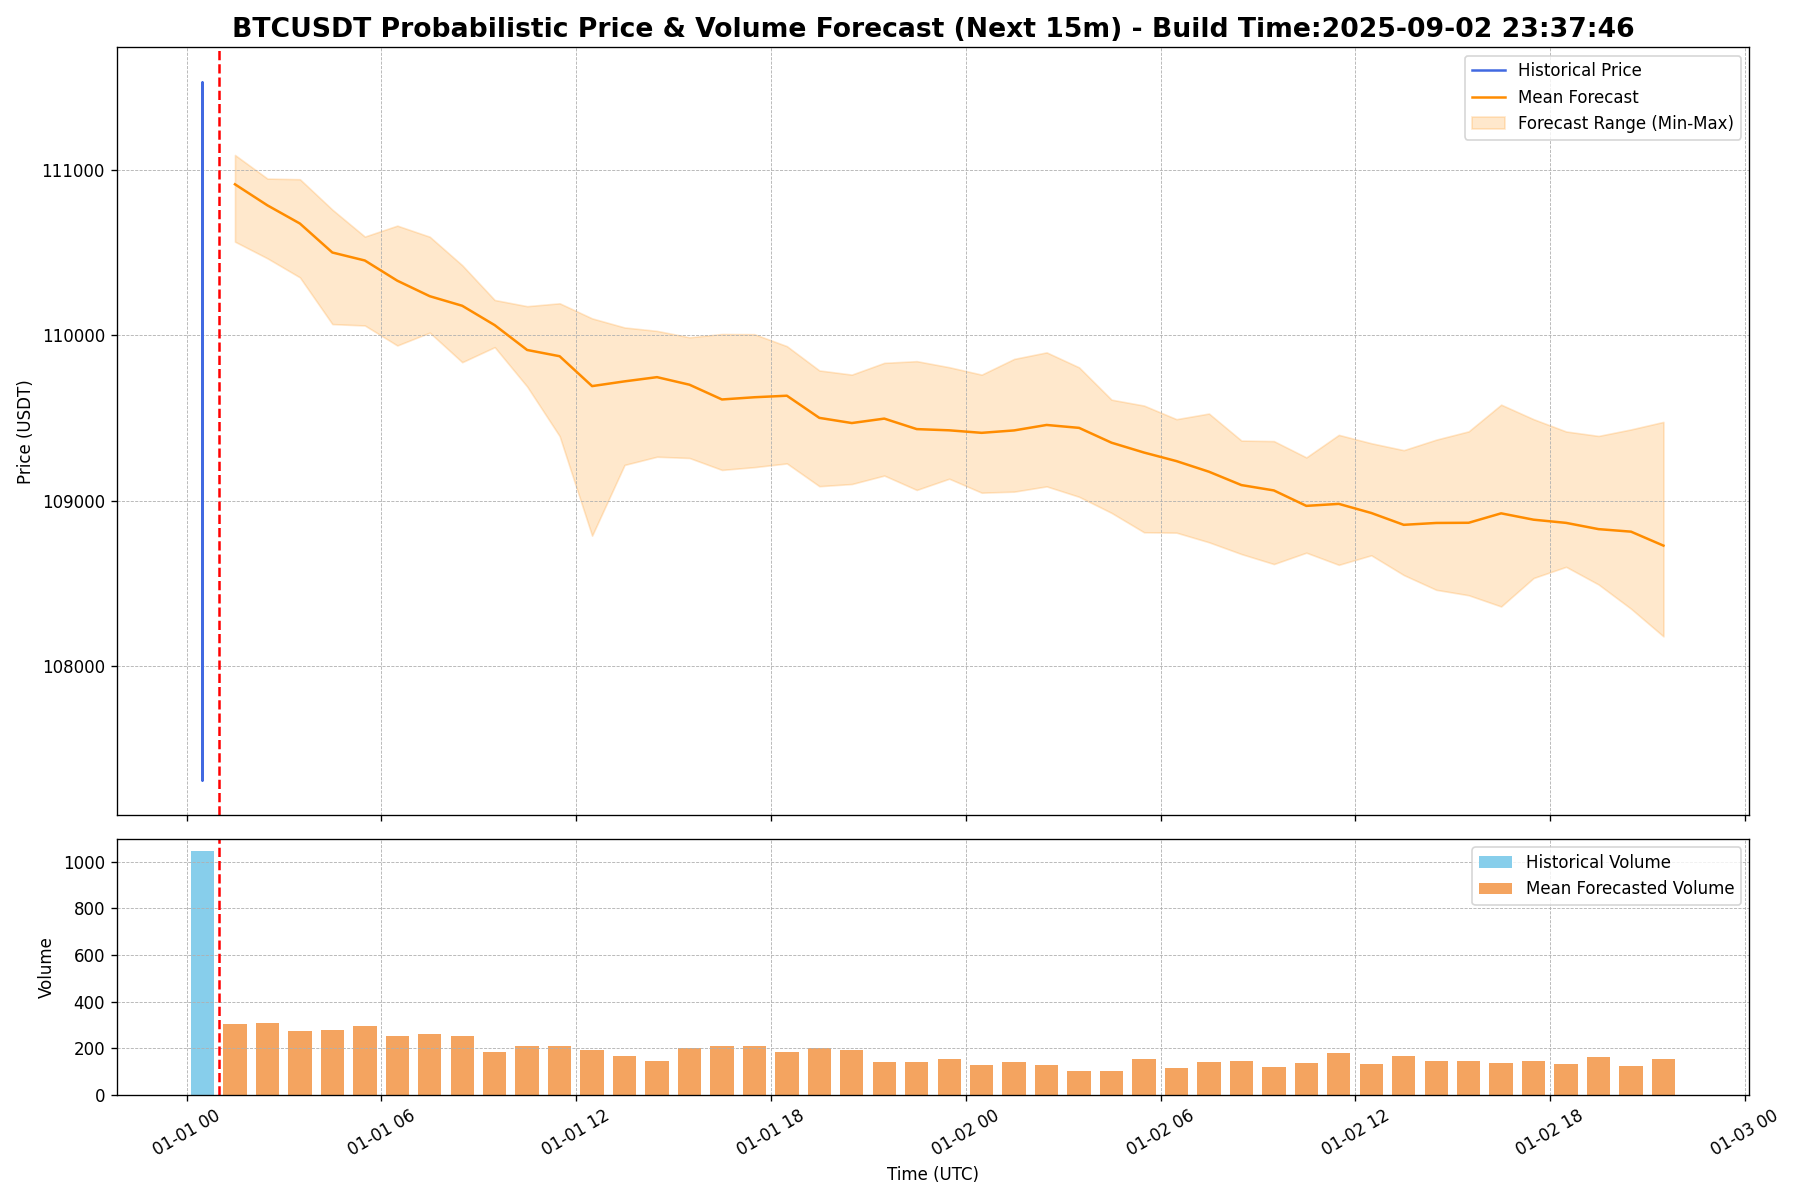 BTCUSDT Probabilistic Price & Volume Forecast (Next 15m) - Build Time:2025-09-02 23:37:46
Historical Price
Mean Forecast
Forecast Range (Min-Max)
111000
110000
109000
108000
Price (USDT)
Historical Volume
Mean Forecasted Volume
1000
800
600
400
200
0
Volume
01-01 00
01-01 06
01-01 12
01-01 18
01-02 00
01-02 06
01-02 12
01-02 18
01-03 00
Time (UTC)